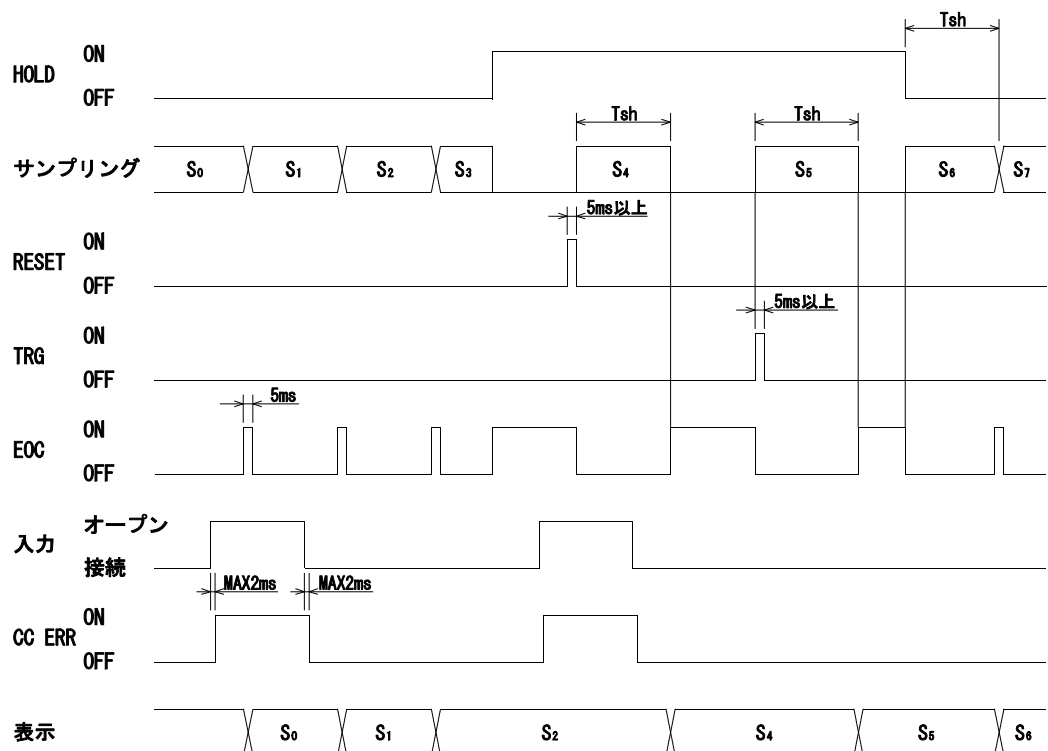 Tsh
ON
HOLD
OFF
Tsh Tsh
サンプリング S0 S1 S2 S3 S4 S5 S6 S7
5ms以上
ON
RESET
OFF
5ms以上
ON
TRG
OFF
5ms
ON
EOC
OFF
オープン
入力
接続
MAX2ms MAX2ms
ON
CC ERR
OFF
表示 S0 S1 S2 S4 S5 S6